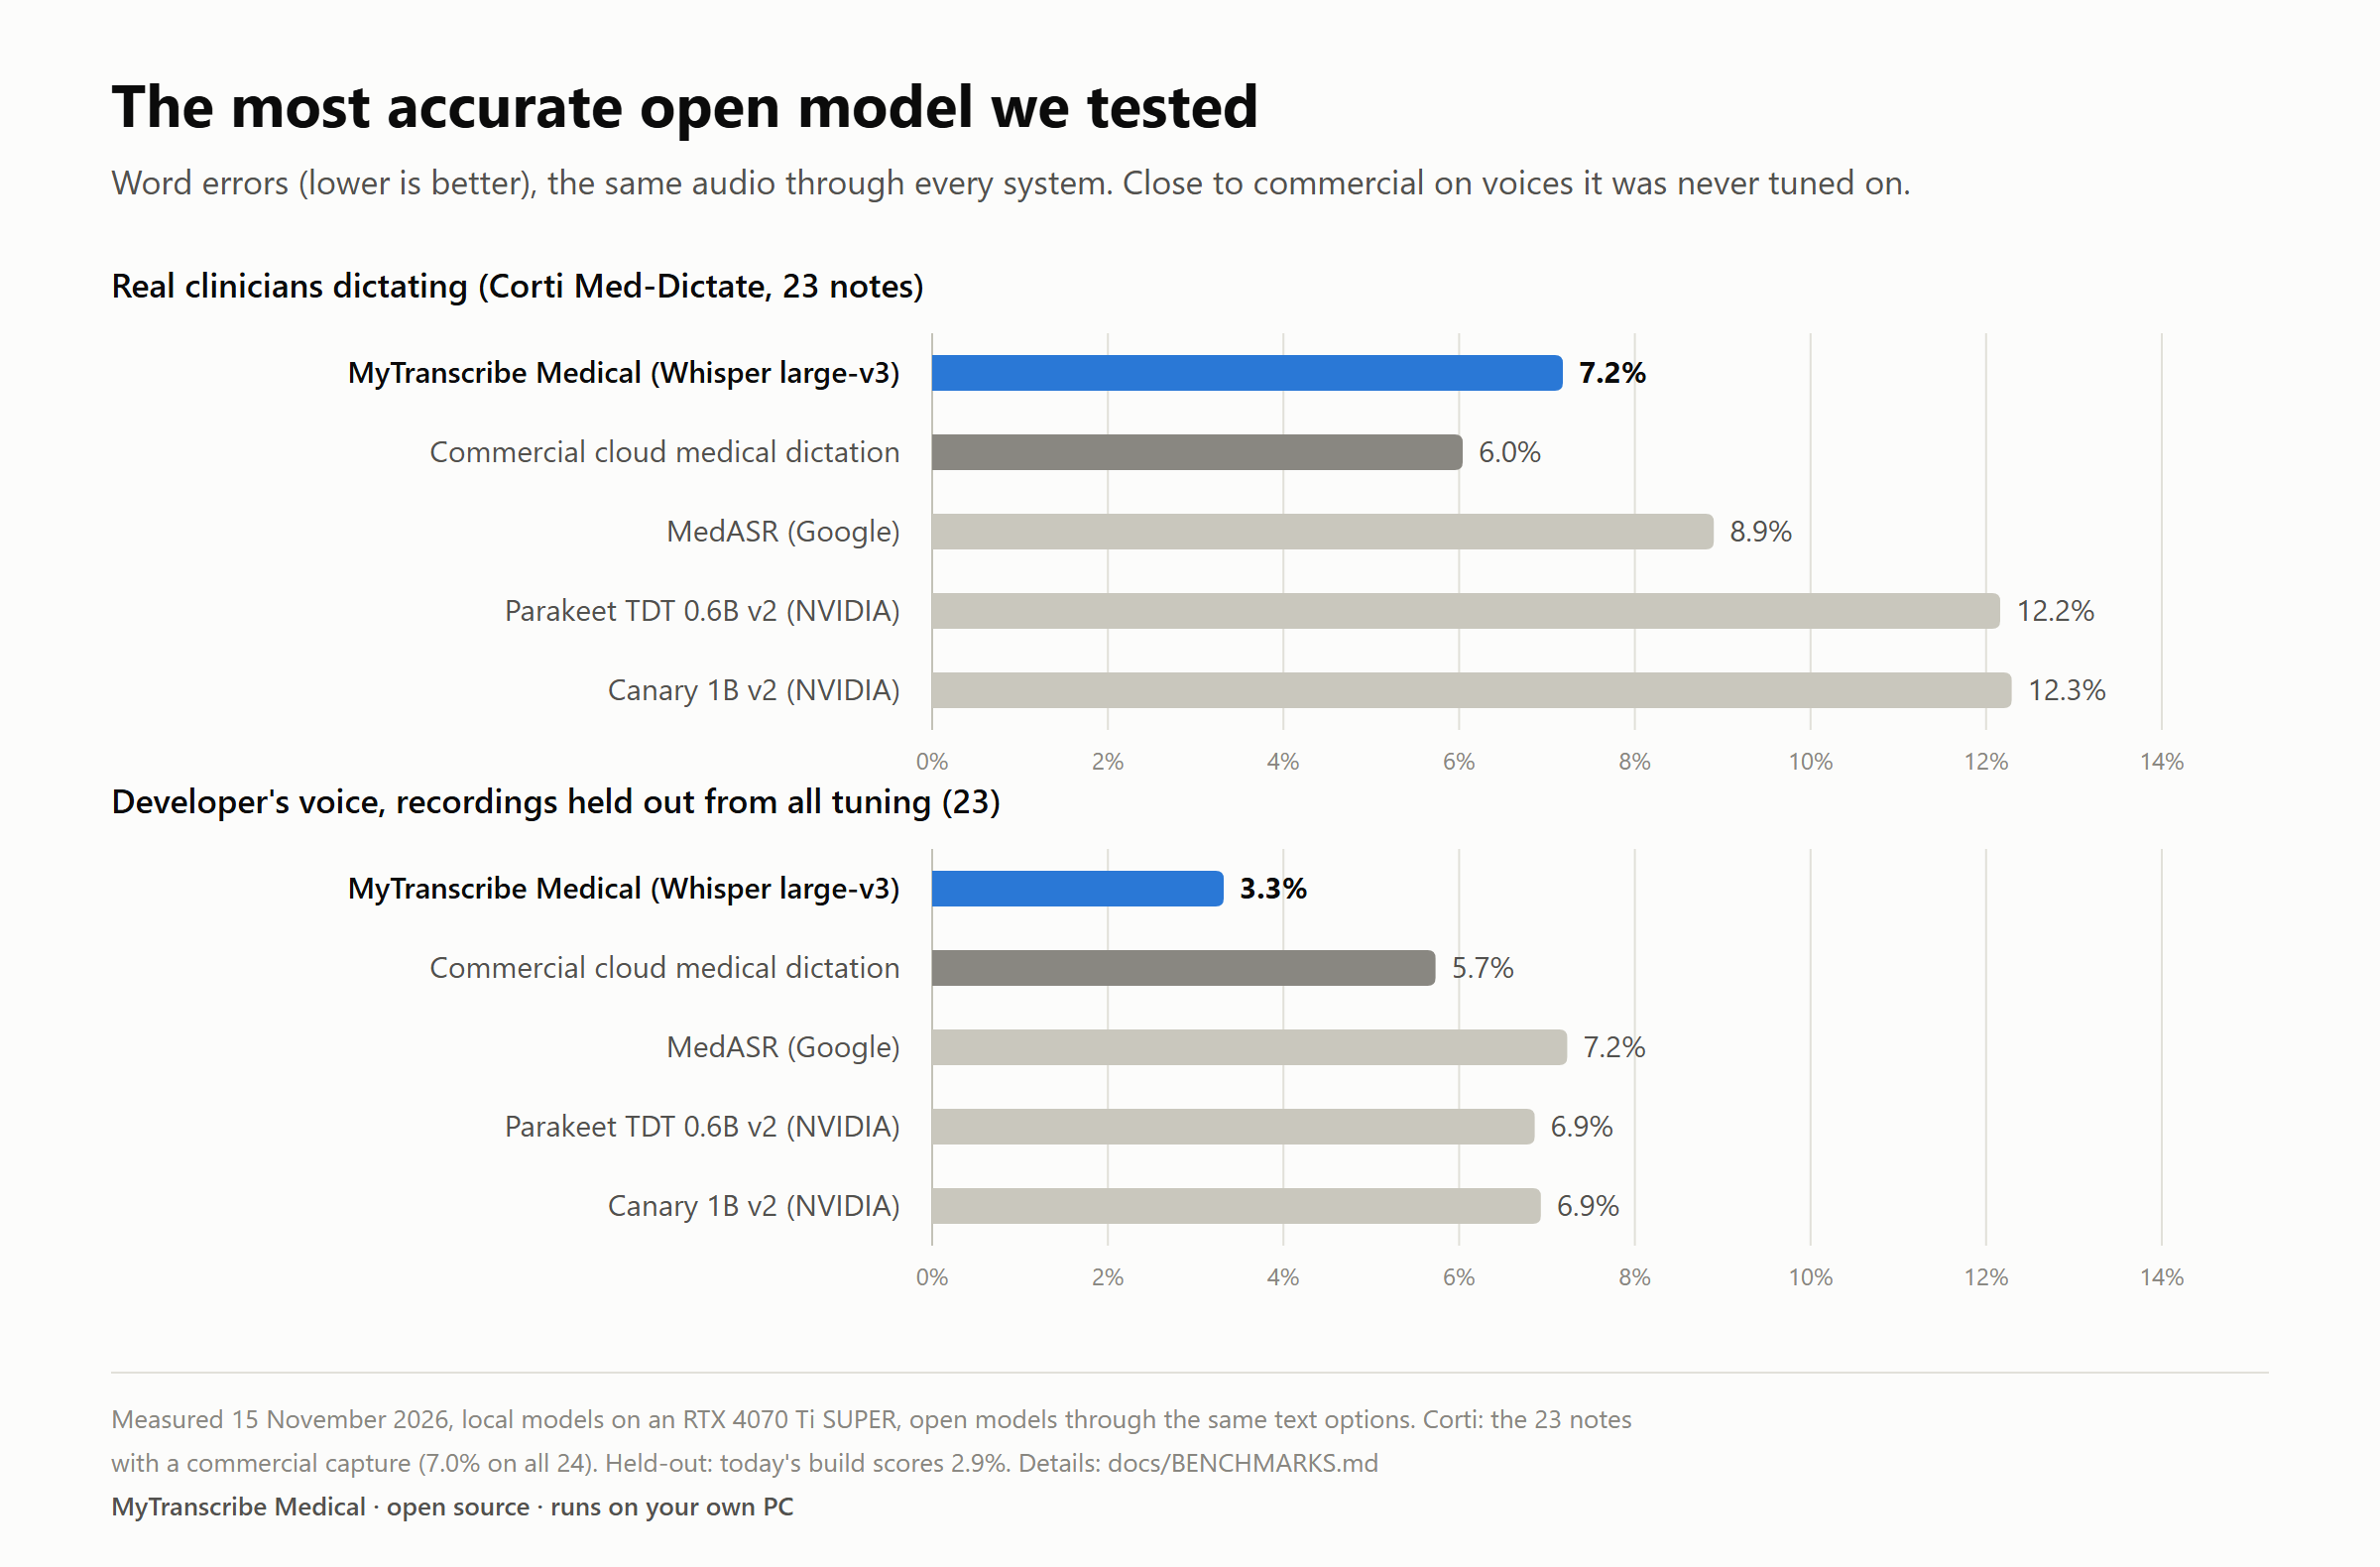 The most accurate open model we tested
Word errors (lower is better), the same audio through every system. Close to commercial on voices it was never tuned on.
Real clinicians dictating (Corti Med-Dictate, 23 notes)
MyTranscribe Medical (Whisper large-v3) 7.2%
Commercial cloud medical dictation 6.0%
MedASR (Google) 8.9%
Parakeet TDT 0.6B v2 (NVIDIA) 12.2%
Canary 1B v2 (NVIDIA) 12.3%
0% 2% 4% 6% 8% 10% 12% 14%
Developer's voice, recordings held out from all tuning (23)
MyTranscribe Medical (Whisper large-v3) 3.3%
Commercial cloud medical dictation 5.7%
MedASR (Google) 7.2%
Parakeet TDT 0.6B v2 (NVIDIA) 6.9%
Canary 1B v2 (NVIDIA) 6.9%
0% 2% 4% 6% 8% 10% 12% 14%
Measured 15 November 2026, local models on an RTX 4070 Ti SUPER, open models through the same text options. Corti: the 23 notes
with a commercial capture (7.0% on all 24). Held-out: today's build scores 2.9%. Details: docs/BENCHMARKS.md
MyTranscribe Medical · open source · runs on your own PC